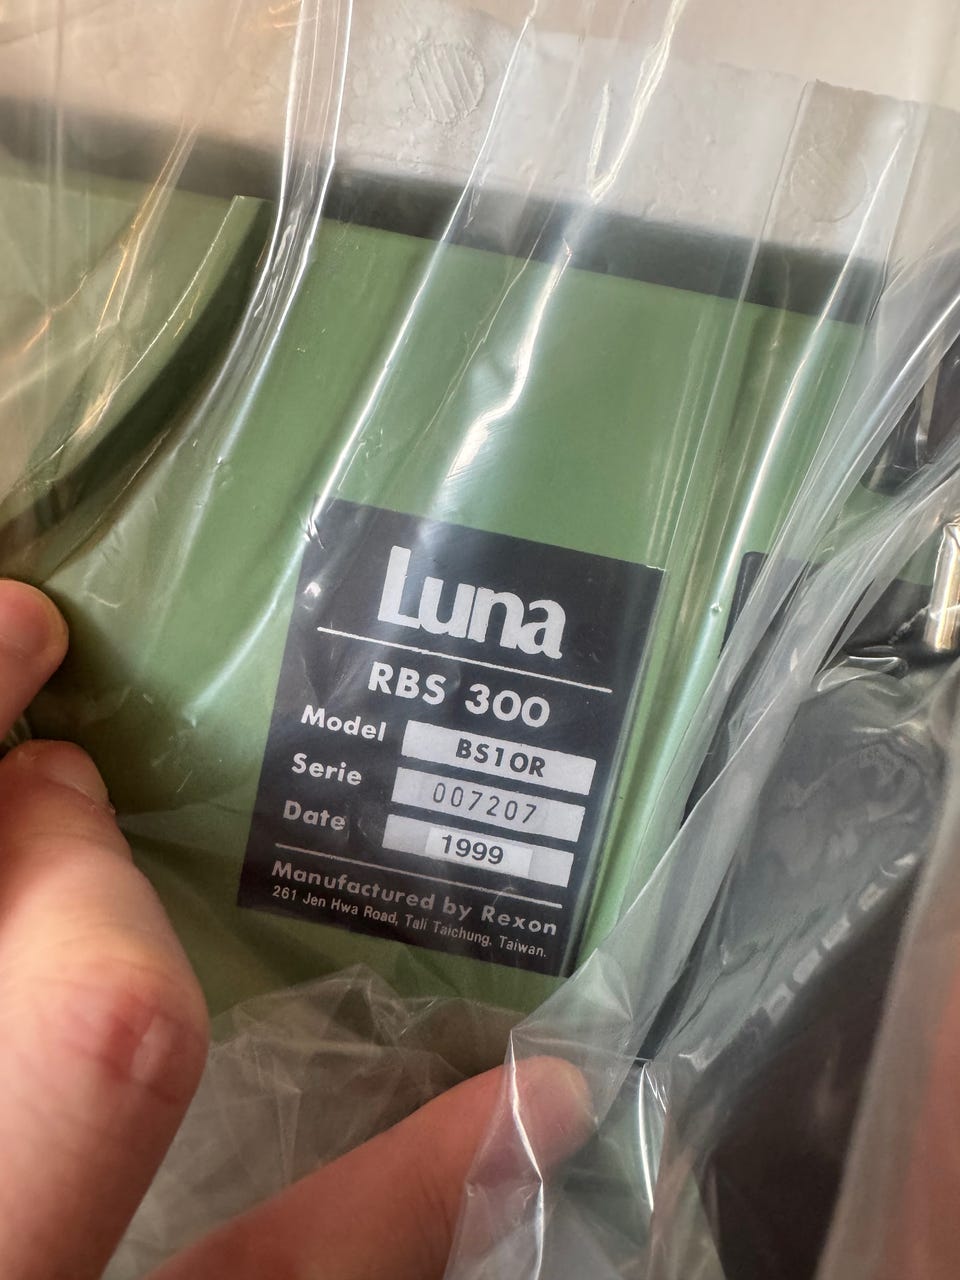 Luna
RBS 300
Model BS10R
Serie 007207
Date 1999
Manufactured by Rexon
261 Jen Hwa Road, Tali Taichung, Taiwan.